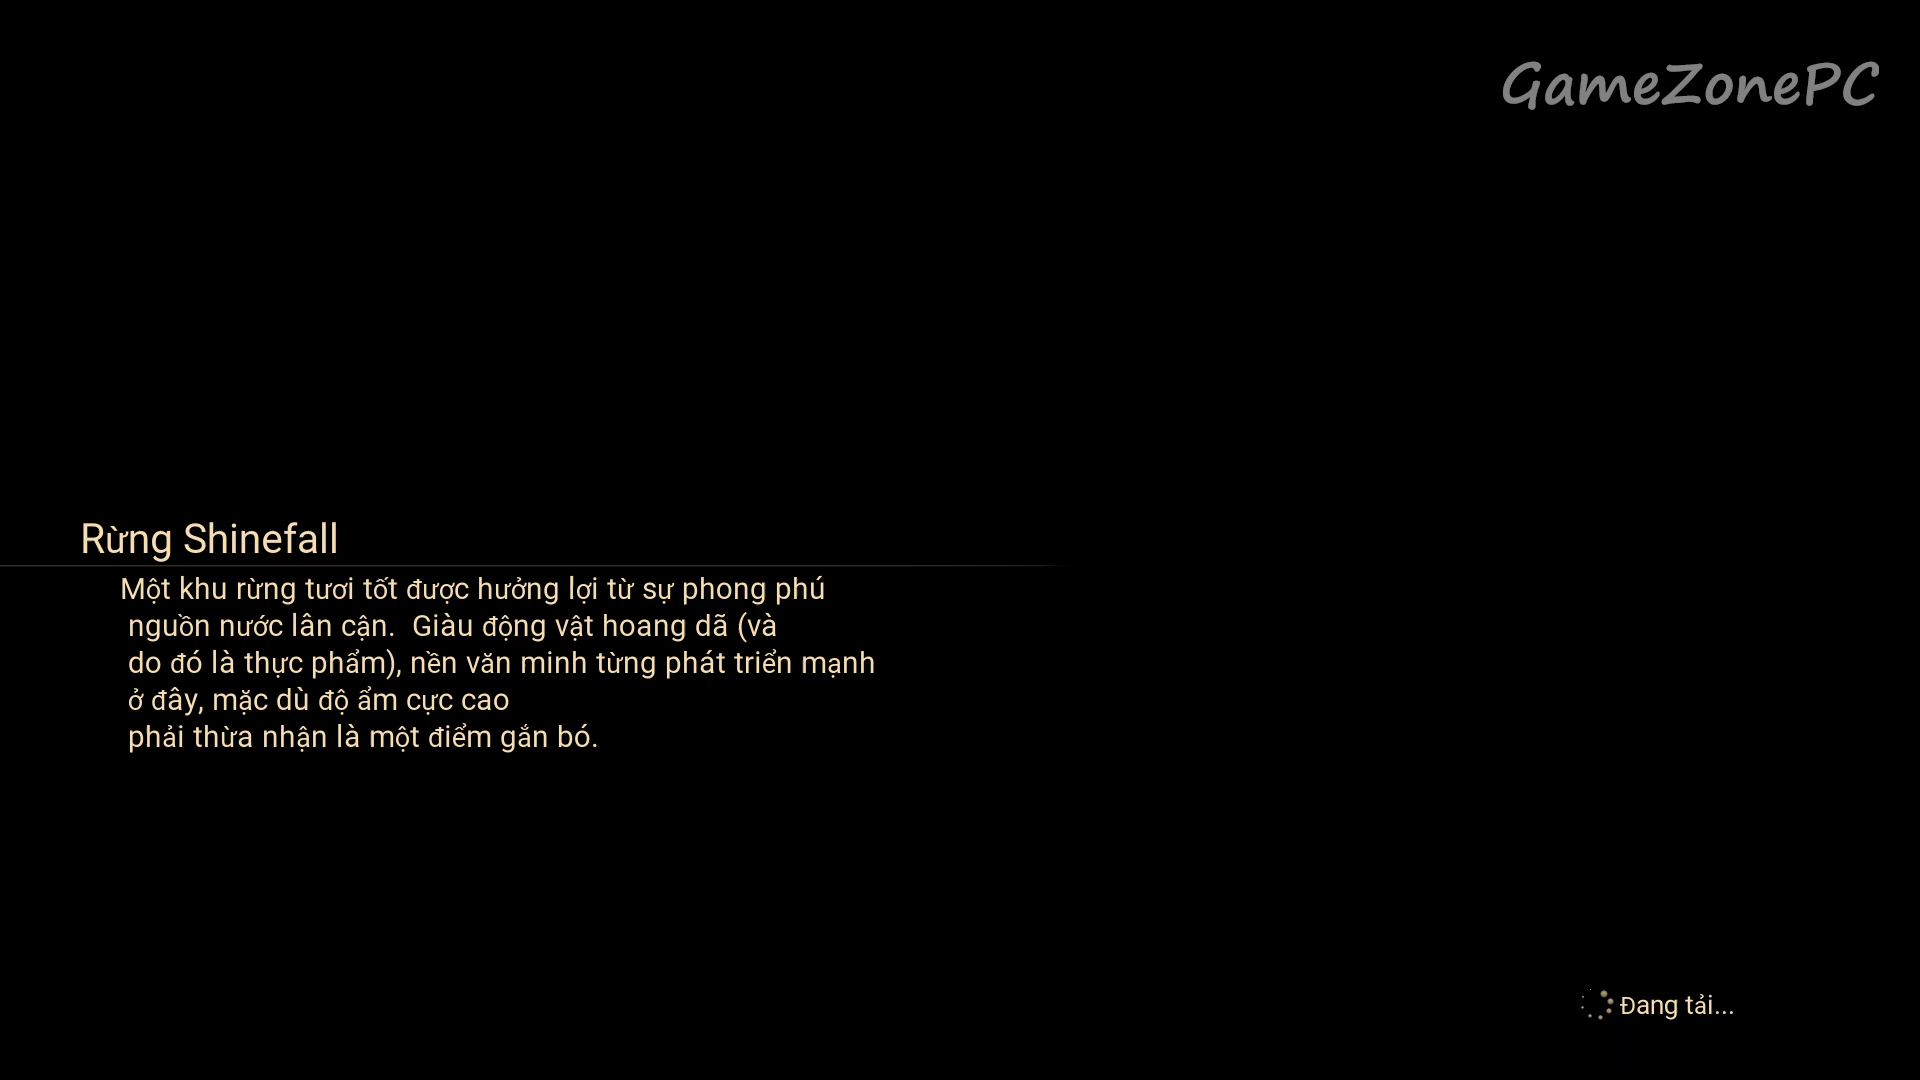 GameZonePC
Rừng Shinefall
Một khu rừng tươi tốt được hưởng lợi từ sự phong phú
nguồn nước lân cận.  Giàu động vật hoang dã (và
do đó là thực phẩm), nền văn minh từng phát triển mạnh
ở đây, mặc dù độ ẩm cực cao
phải thừa nhận là một điểm gắn bó.
Đang tải...